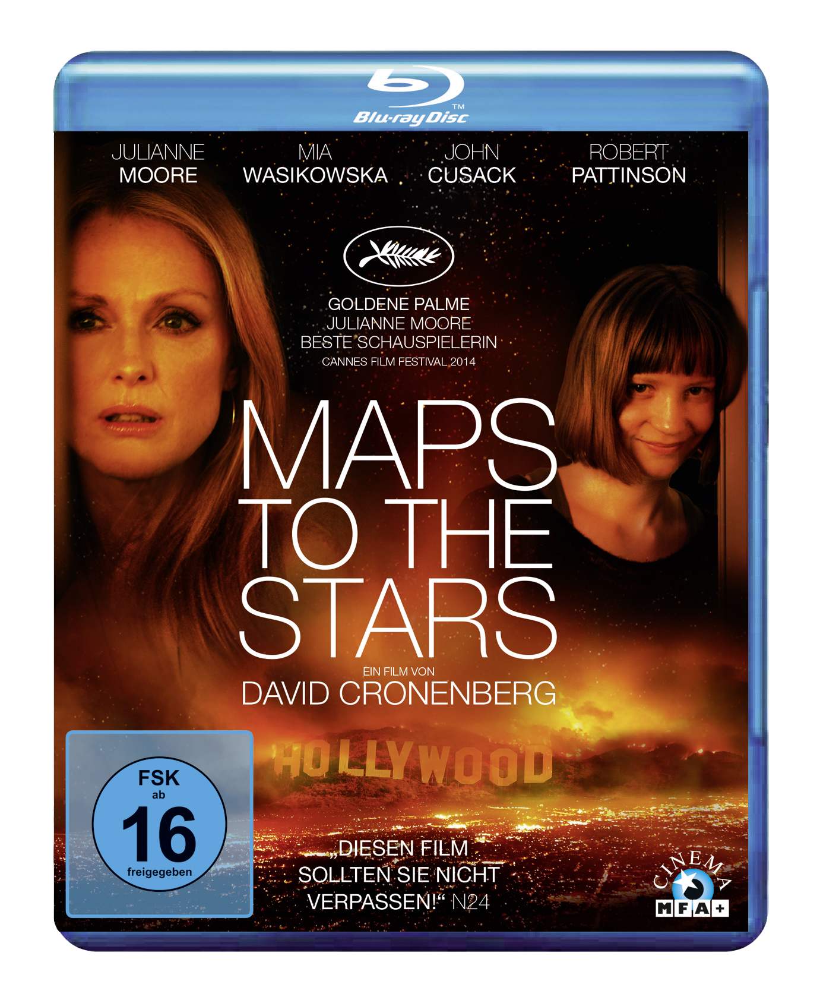 Blu-ray Disc
TM
JULIANNE MOORE
MIA WASIKOWSKA
JOHN CUSACK
ROBERT PATTINSON
GOLDENE PALME
JULIANNE MOORE
BESTE SCHAUSPIELERIN
CANNES FILM FESTIVAL 2014
MAPS
TO THE
STARS
EIN FILM VON
DAVID CRONENBERG
HOLLYWOOD
FSK
ab
16
freigegeben
„DIESEN FILM
SOLLTEN SIE NICHT
VERPASSEN!“ N24
CINEMA
MFA+